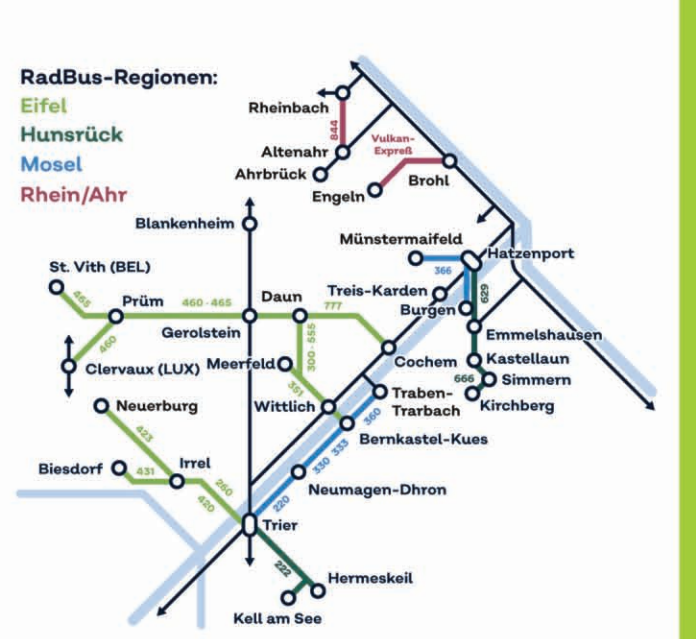 RadBus-Regionen:
Eifel
Hunsrück
Mosel
Rhein/Ahr
Rheinbach
844
Altenahr
Ahrbrück
Vulkan-
Expreß
Engeln
Brohl
Blankenheim
Münstermaifeld
Hatzenport
366
St. Vith (BEL)
465
Prüm
460 - 465
Daun
777
Treis-Karden
629
Burgen
Gerolstein
300 - 555
Emmelshausen
460
Clervaux (LUX)
Meerfeld
Cochem
Kastellaun
351
666
Simmern
Neuerburg
Wittlich
Traben-
Trarbach
Kirchberg
360
423
Bernkastel-Kues
Biesdorf
431
Irrel
260
330 333
420
220
Neumagen-Dhron
Trier
222
Hermeskeil
Kell am See